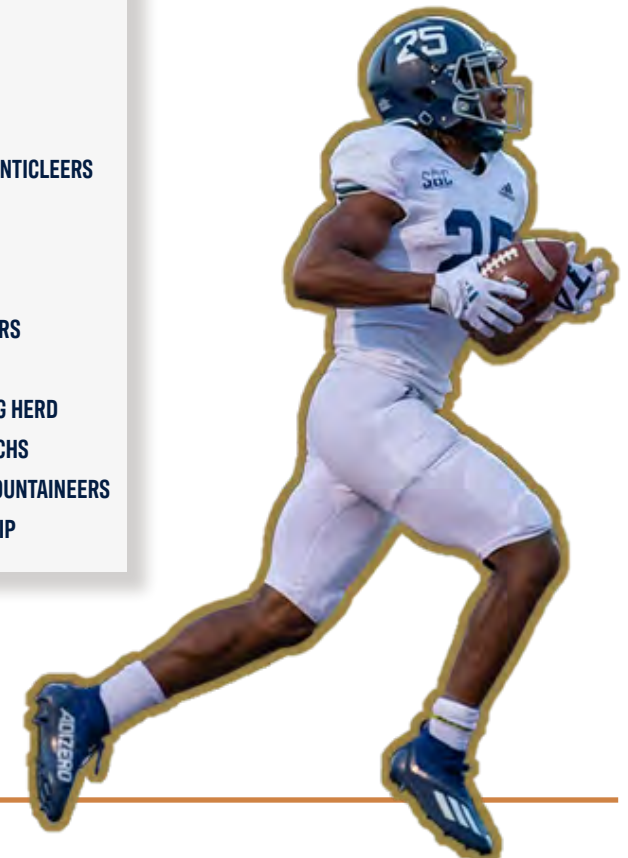 25
NTICLEERS
SBC
25
RS
G HERD
CHS
OUNTAINEERS
IP
ADIZERO